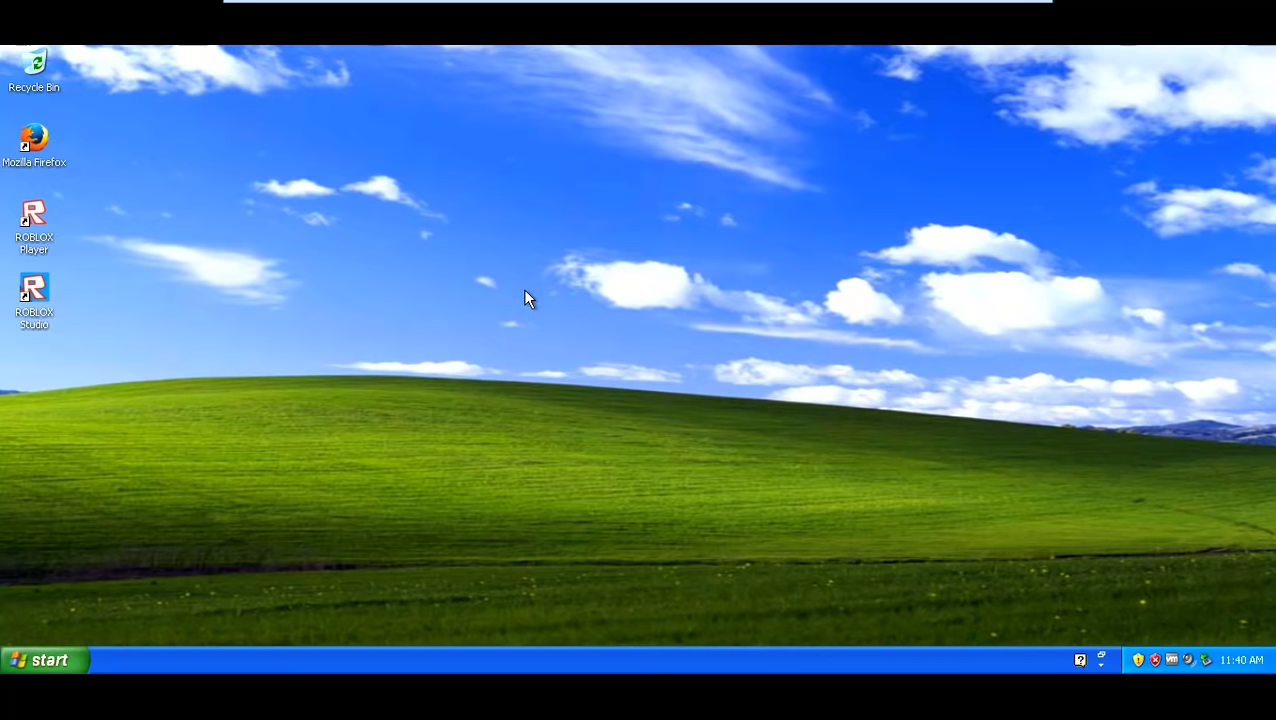 Recycle Bin
Mozilla Firefox
ROBLOX
Player
ROBLOX
Studio
start
11:40 AM